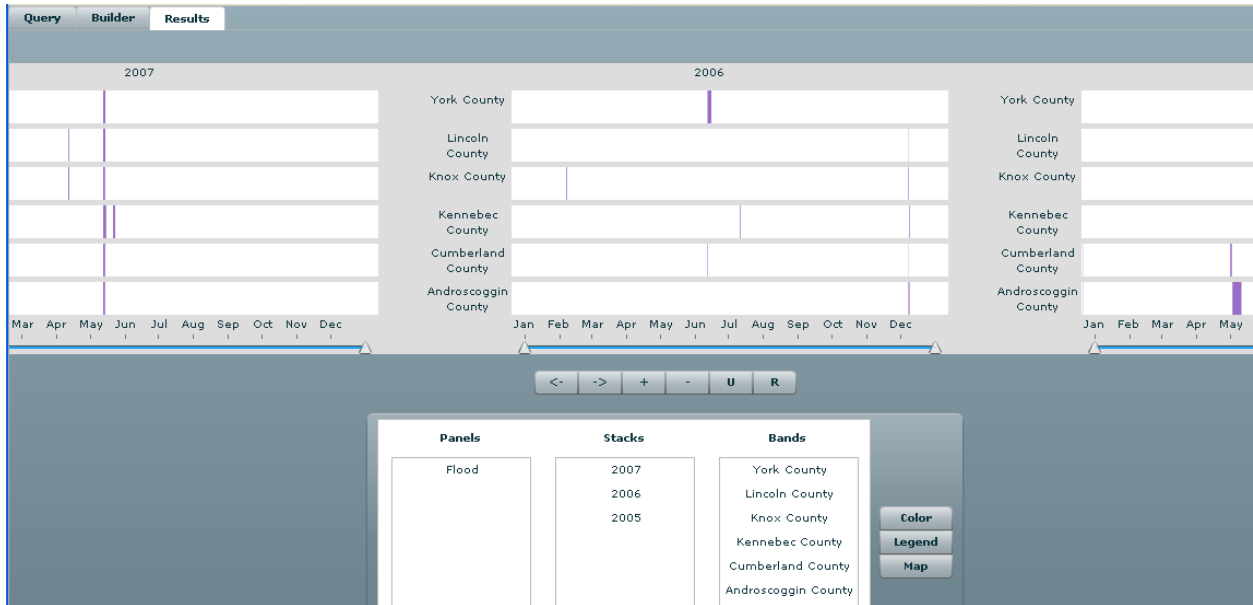 Query Builder Results
2007 2006
York County York County
Lincoln Lincoln
County County
Knox County Knox County
Kennebec Kennebec
County County
Cumberland Cumberland
County County
Androscoggin Androscoggin
County County
Mar Apr May Jun Jul Aug Sep Oct Nov Dec Jan Feb Mar Apr May Jun Jul Aug Sep Oct Nov Dec Jan Feb Mar Apr May
<- -> + - U R
Panels Stacks Bands
Flood 2007 York County
2006 Lincoln County
2005 Knox County Color
Kennebec County Legend
Cumberland County Map
Androscoggin County